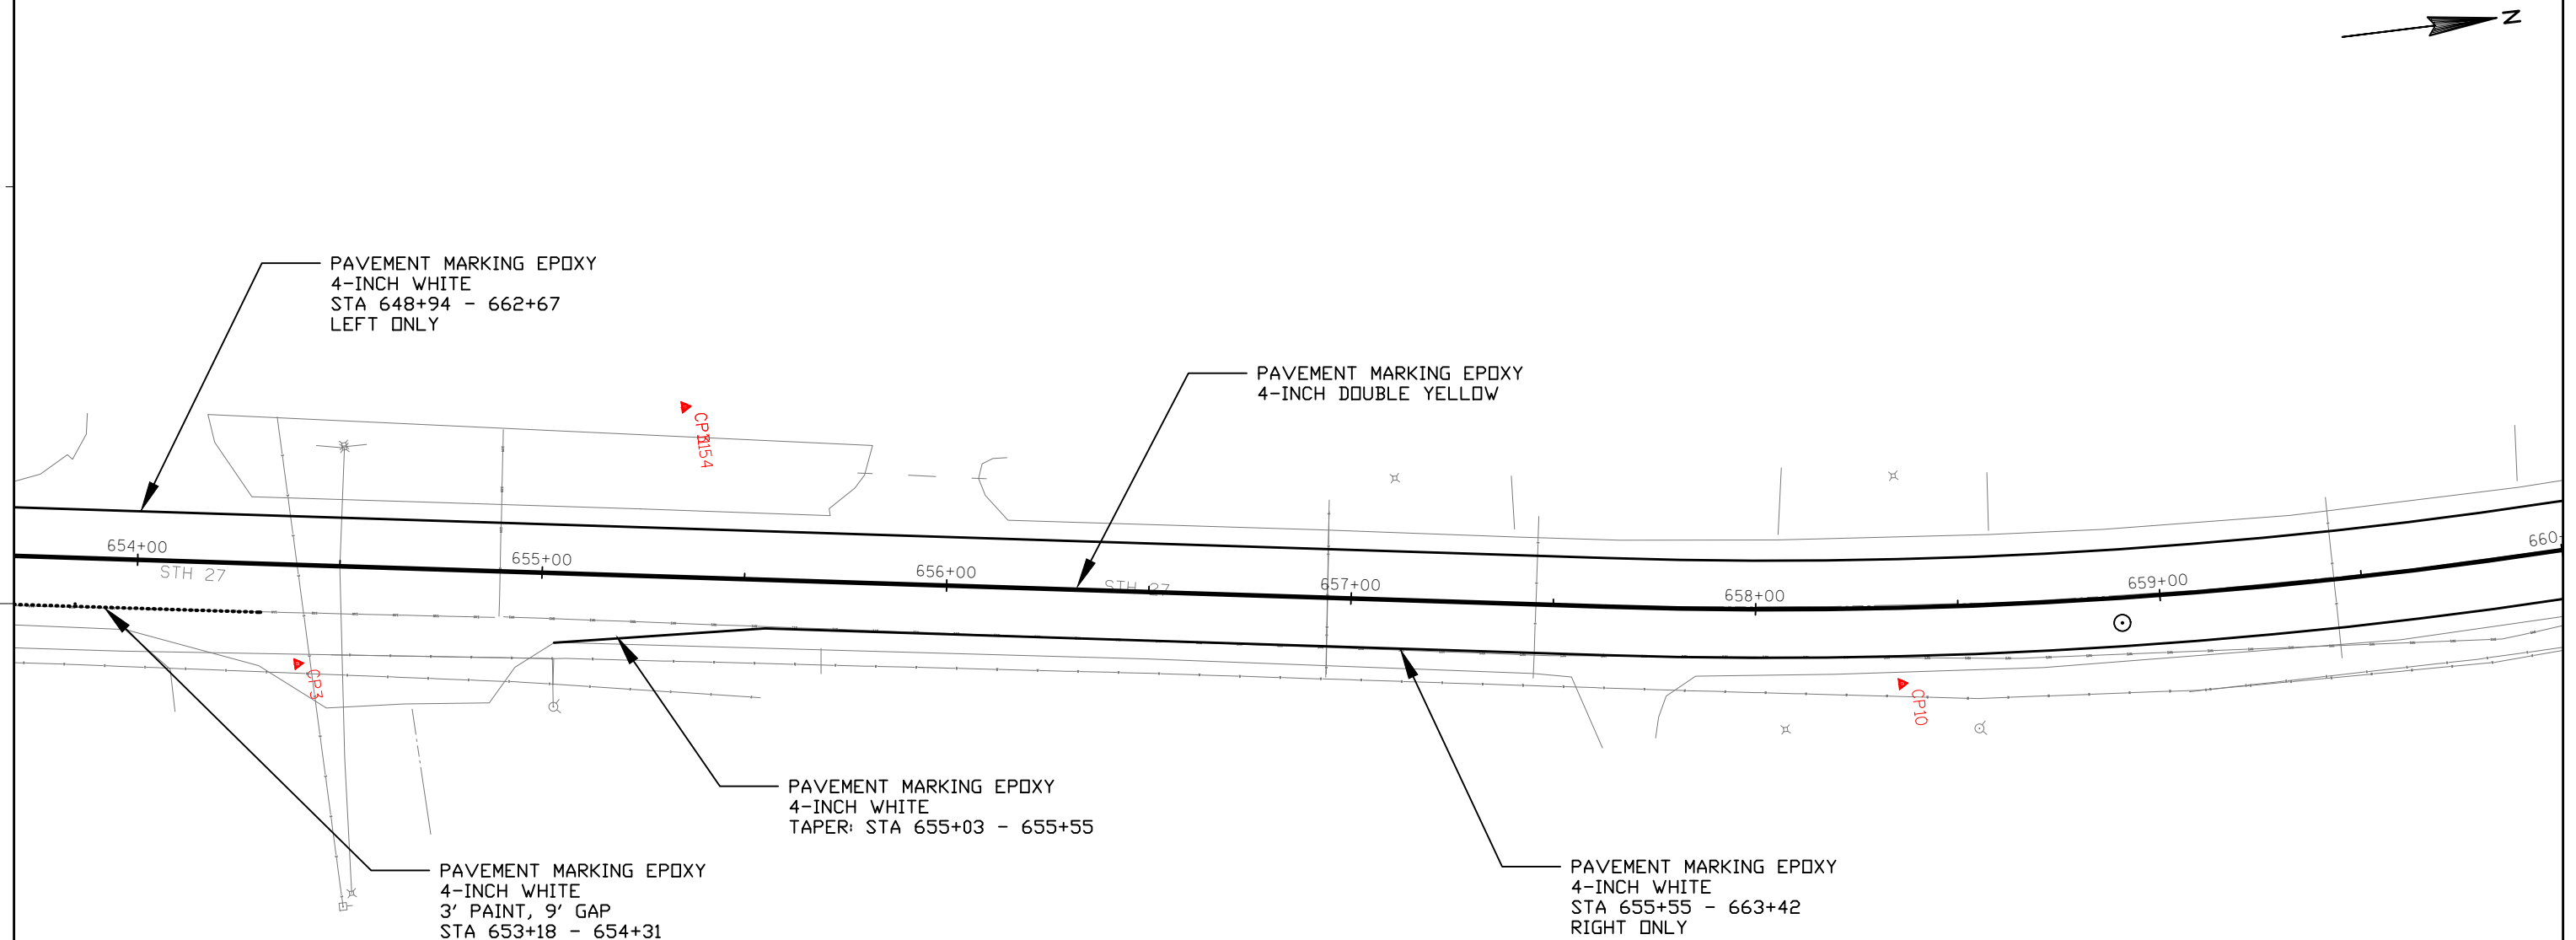 N
PAVEMENT MARKING EPOXY
4-INCH WHITE
STA 648+94 - 662+67
LEFT ONLY
PAVEMENT MARKING EPOXY
4-INCH DOUBLE YELLOW
654+00
655+00
656+00
657+00
658+00
659+00
660+
STH 27
STH 27
CP3
CP10
PAVEMENT MARKING EPOXY
4-INCH WHITE
TAPER: STA 655+03 - 655+55
PAVEMENT MARKING EPOXY
4-INCH WHITE
3' PAINT, 9' GAP
STA 653+18 - 654+31
PAVEMENT MARKING EPOXY
4-INCH WHITE
STA 655+55 - 663+42
RIGHT ONLY